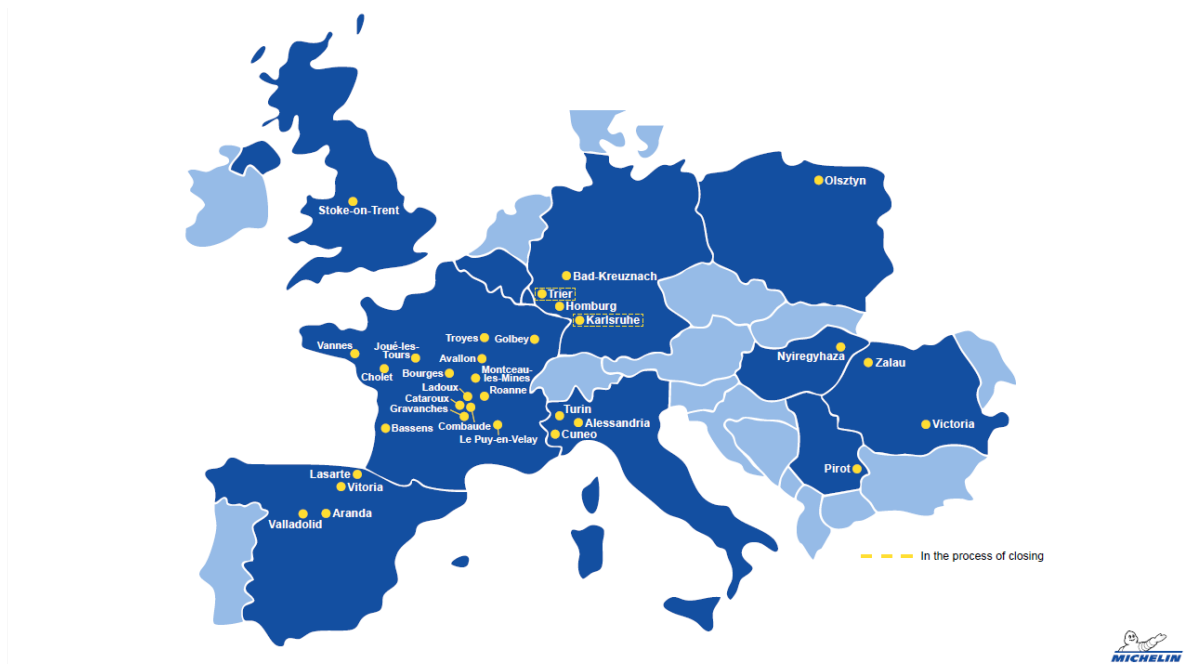 Olsztyn
Stoke-on-Trent
Bad-Kreuznach
Trier
Homburg
Karlsruhe
Troyes
Golbey
Vannes
Joué-les-
Tours
Avallon
Nyiregyhaza
Zalau
Cholet
Bourges
Montceau-
les-Mines
Ladoux
Roanne
Cataroux
Gravanches
Turin
Bassens
Combaude
Alessandria
Victoria
Le Puy-en-Velay
Cuneo
Lasarte
Pirot
Vitoria
Valladolid
Aranda
In the process of closing
MICHELIN